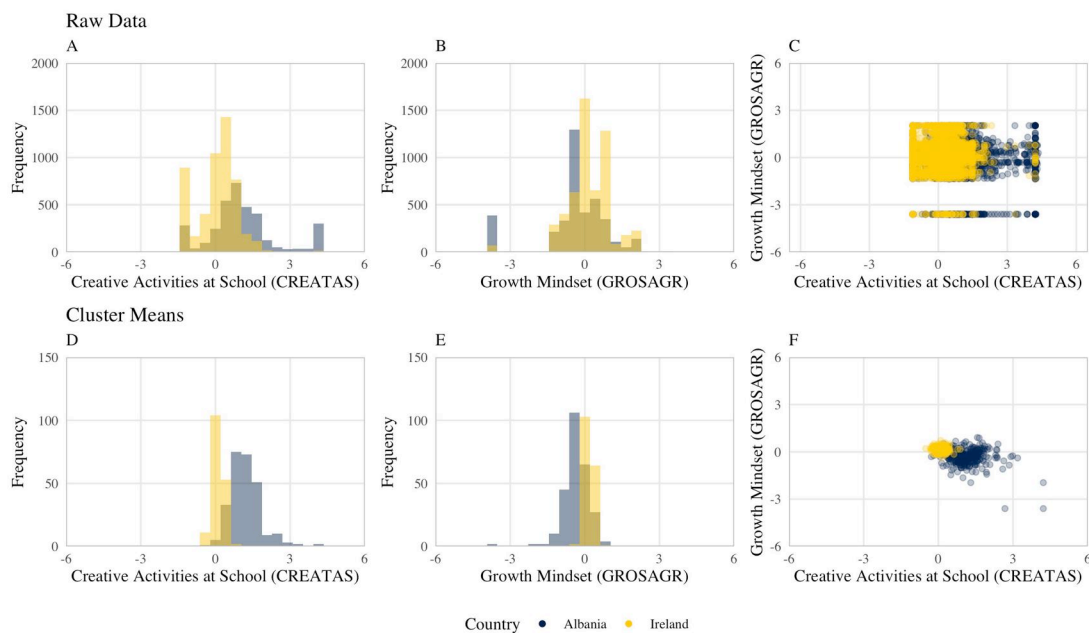 Raw Data
A
B
C
2000
1500
1000
500
0
Frequency
-6
-3
0
3
6
Creative Activities at School (CREATAS)
2000
1500
1000
500
0
Frequency
-6
-3
0
3
6
Growth Mindset (GROSAGR)
6
3
0
-3
-6
Growth Mindset (GROSAGR)
-6
-3
0
3
6
Creative Activities at School (CREATAS)
Cluster Means
D
E
F
150
100
50
0
Frequency
-6
-3
0
3
6
Creative Activities at School (CREATAS)
150
100
50
0
Frequency
-6
-3
0
3
6
Growth Mindset (GROSAGR)
6
3
0
-3
-6
Growth Mindset (GROSAGR)
-6
-3
0
3
6
Creative Activities at School (CREATAS)
Country Albania Ireland